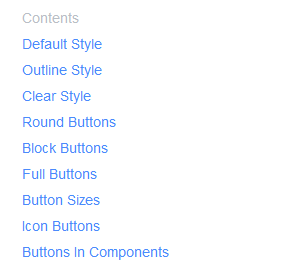 Contents
Default Style
Outline Style
Clear Style
Round Buttons
Block Buttons
Full Buttons
Button Sizes
Icon Buttons
Buttons In Components